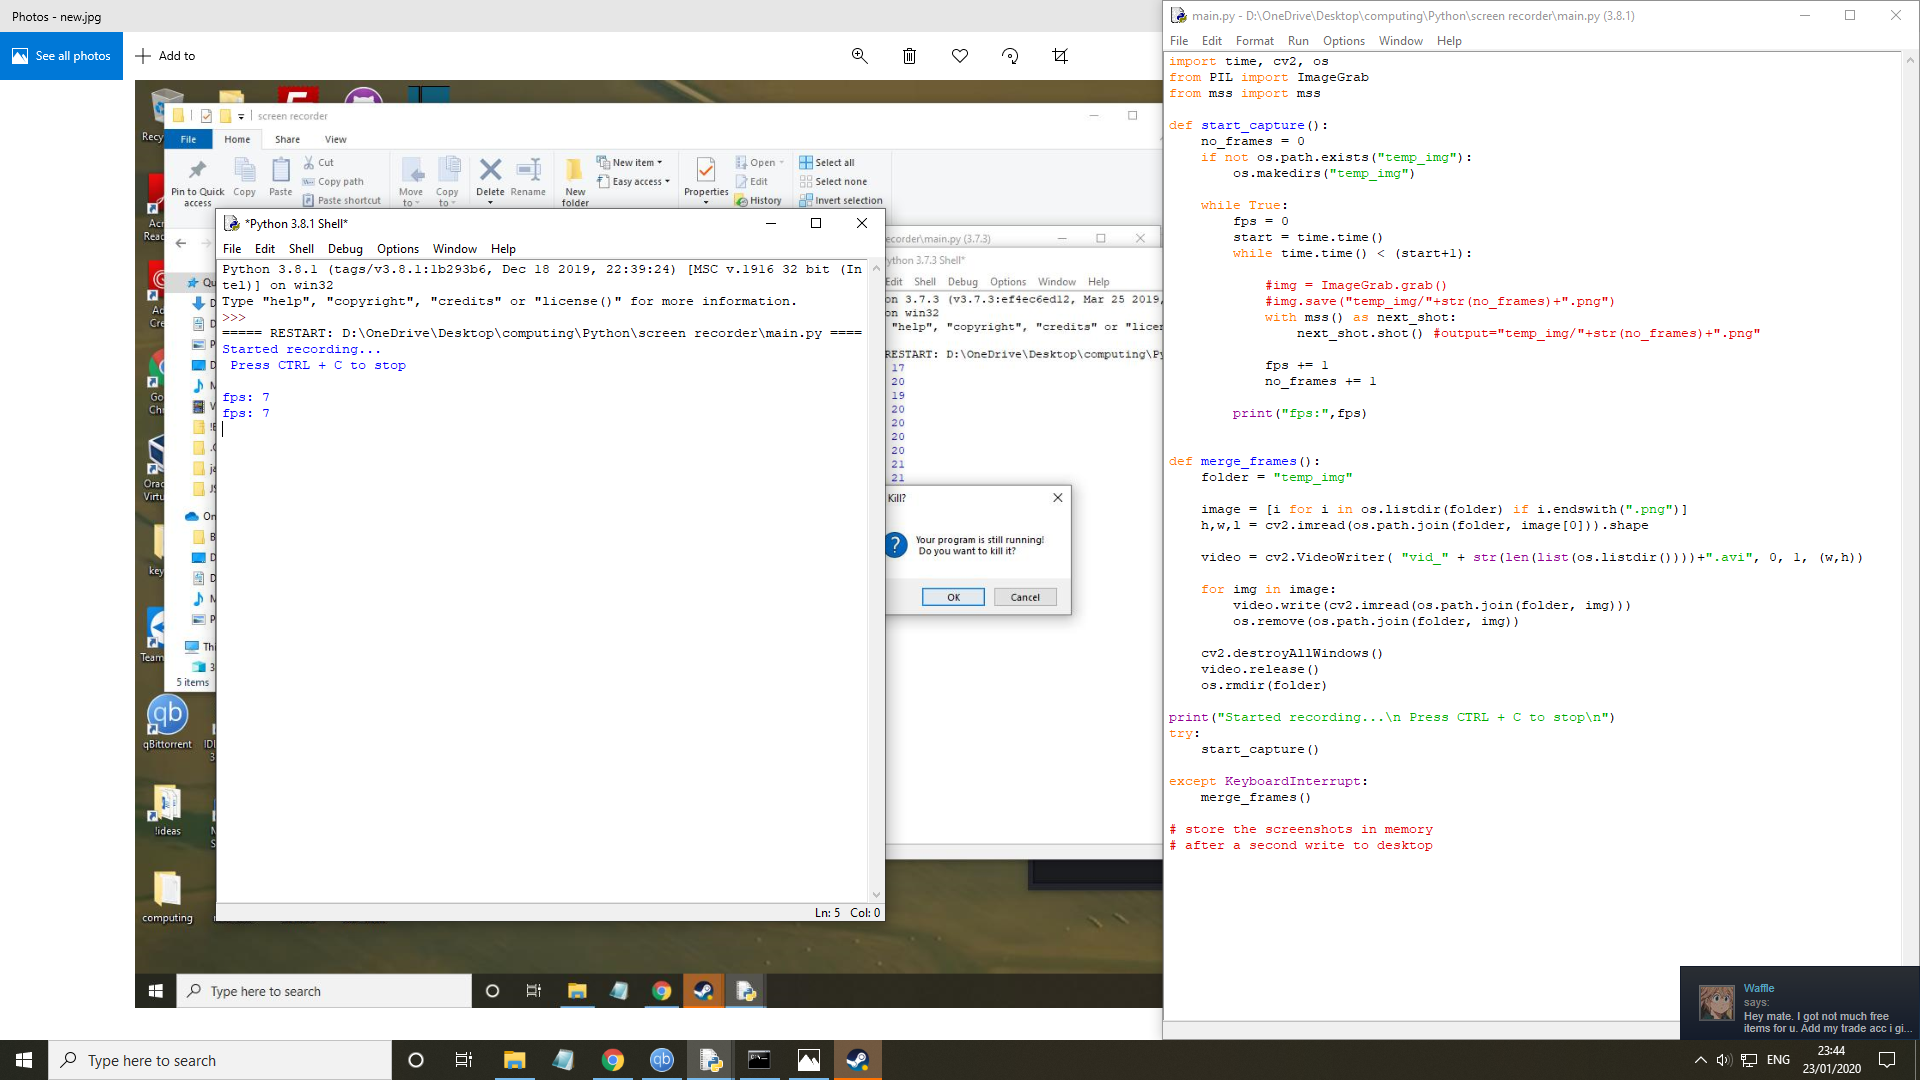 Photos - new.jpg
See all photos
Add to
screen recorder
File Home Share View
Pin to Quick access
Copy
Paste
Cut
Copy path
Paste shortcut
Move to
Copy to
Delete
Rename
New folder
New item
Easy access
Properties
Open
Edit
History
Select all
Select none
Invert selection
*Python 3.8.1 Shell*
File Edit Shell Debug Options Window Help
Python 3.8.1 (tags/v3.8.1:1b293b6, Dec 18 2019, 22:39:24) [MSC v.1916 32 bit (In
tel)] on win32
Type "help", "copyright", "credits" or "license()" for more information.
>>>
===== RESTART: D:\OneDrive\Desktop\computing\Python\screen recorder\main.py ====
Started recording...
Press CTRL + C to stop
fps: 7
fps: 7
Ln: 5 Col: 0
ecorder\main.py (3.7.3)
ython 3.7.3 Shell*
Edit Shell Debug Options Window Help
on 3.7.3 (v3.7.3:ef4ec6ed12, Mar 25 2019,
on win32
"help", "copyright", "credits" or "licen
RESTART: D:\OneDrive\Desktop\computing\Py
17
20
19
20
20
20
20
21
21
Kill?
Your program is still running!
Do you want to kill it?
OK Cancel
5 items
qBittorrent
!ideas
computing
Type here to search
main.py - D:\OneDrive\Desktop\computing\Python\screen recorder\main.py (3.8.1)
File Edit Format Run Options Window Help
import time, cv2, os
from PIL import ImageGrab
from mss import mss
def start_capture():
no_frames = 0
if not os.path.exists("temp_img"):
os.makedirs("temp_img")
while True:
fps = 0
start = time.time()
while time.time() < (start+1):
#img = ImageGrab.grab()
#img.save("temp_img/"+str(no_frames)+".png")
with mss() as next_shot:
next_shot.shot() #output="temp_img/"+str(no_frames)+".png"
fps += 1
no_frames += 1
print("fps:",fps)
def merge_frames():
folder = "temp_img"
image = [i for i in os.listdir(folder) if i.endswith(".png")]
h,w,l = cv2.imread(os.path.join(folder, image[0])).shape
video = cv2.VideoWriter( "vid_" + str(len(list(os.listdir())))+".avi", 0, 1, (w,h))
for img in image:
video.write(cv2.imread(os.path.join(folder, img)))
os.remove(os.path.join(folder, img))
cv2.destroyAllWindows()
video.release()
os.rmdir(folder)
print("Started recording...\n Press CTRL + C to stop\n")
try:
start_capture()
except KeyboardInterrupt:
merge_frames()
# store the screenshots in memory
# after a second write to desktop
Waffle
says:
Hey mate. I got not much free
items for u. Add my trade acc i gi...
Type here to search
ENG
23:44
23/01/2020